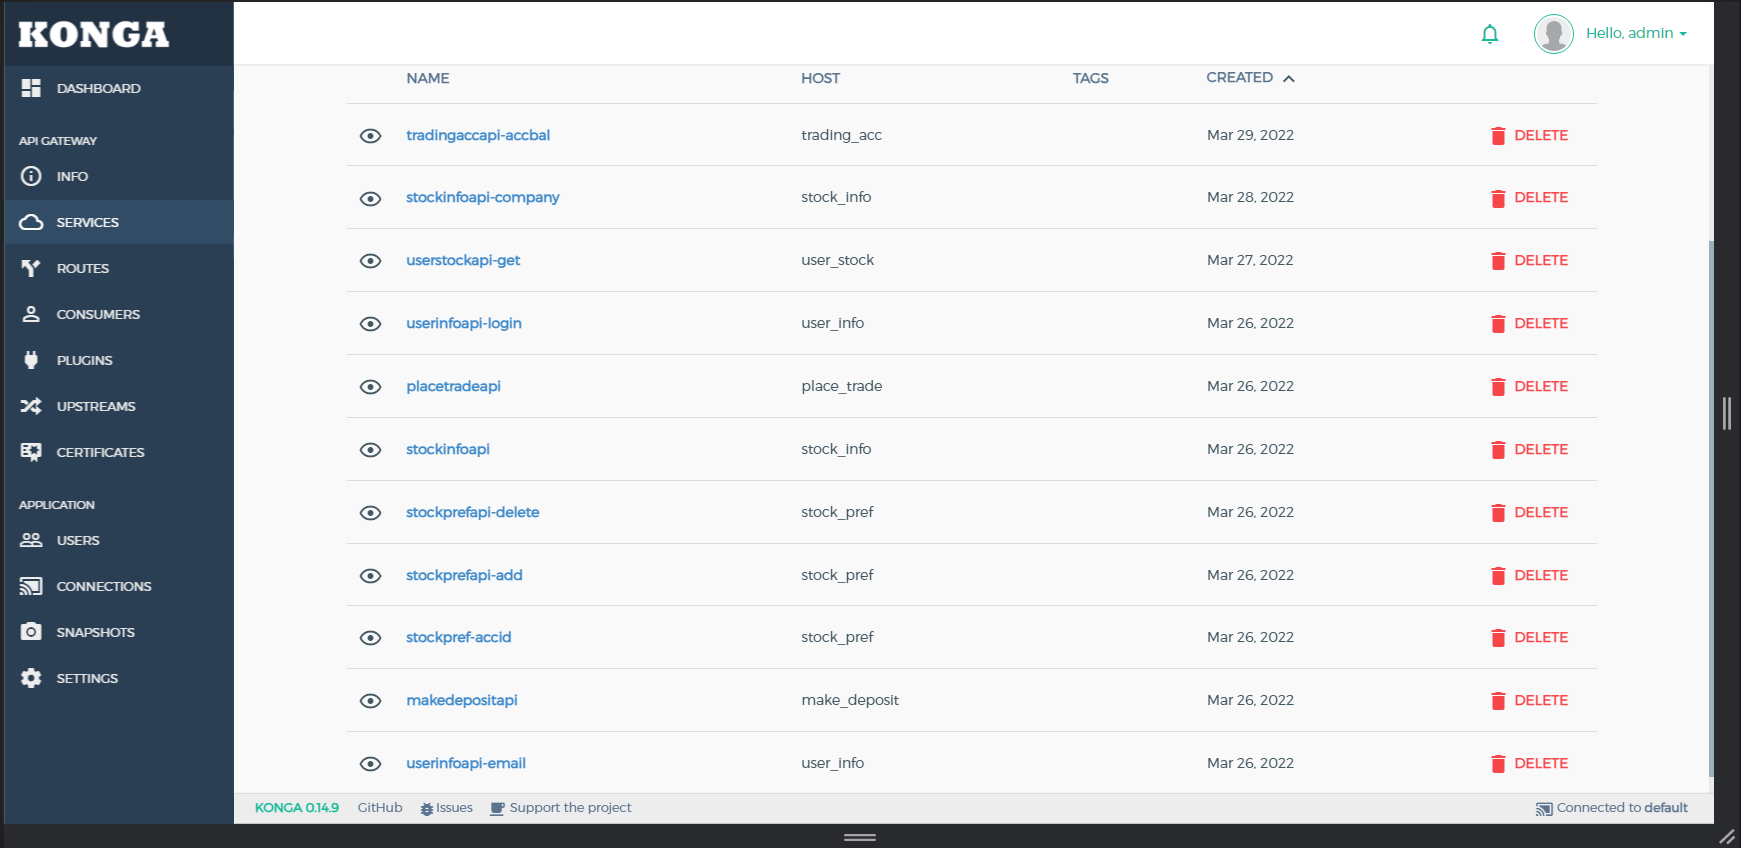 KONGA
Hello, admin
DASHBOARD
API GATEWAY
INFO
SERVICES
ROUTES
CONSUMERS
PLUGINS
UPSTREAMS
CERTIFICATES
APPLICATION
USERS
CONNECTIONS
SNAPSHOTS
SETTINGS
NAME HOST TAGS CREATED
tradingaccapi-accbal trading_acc Mar 29, 2022 DELETE
stockinfoapi-company stock_info Mar 28, 2022 DELETE
userstockapi-get user_stock Mar 27, 2022 DELETE
userinfoapi-login user_info Mar 26, 2022 DELETE
placetradeapi place_trade Mar 26, 2022 DELETE
stockinfoapi stock_info Mar 26, 2022 DELETE
stockprefapi-delete stock_pref Mar 26, 2022 DELETE
stockprefapi-add stock_pref Mar 26, 2022 DELETE
stockpref-accid stock_pref Mar 26, 2022 DELETE
makedepositapi make_deposit Mar 26, 2022 DELETE
userinfoapi-email user_info Mar 26, 2022 DELETE
KONGA 0.14.9 GitHub Issues Support the project Connected to default